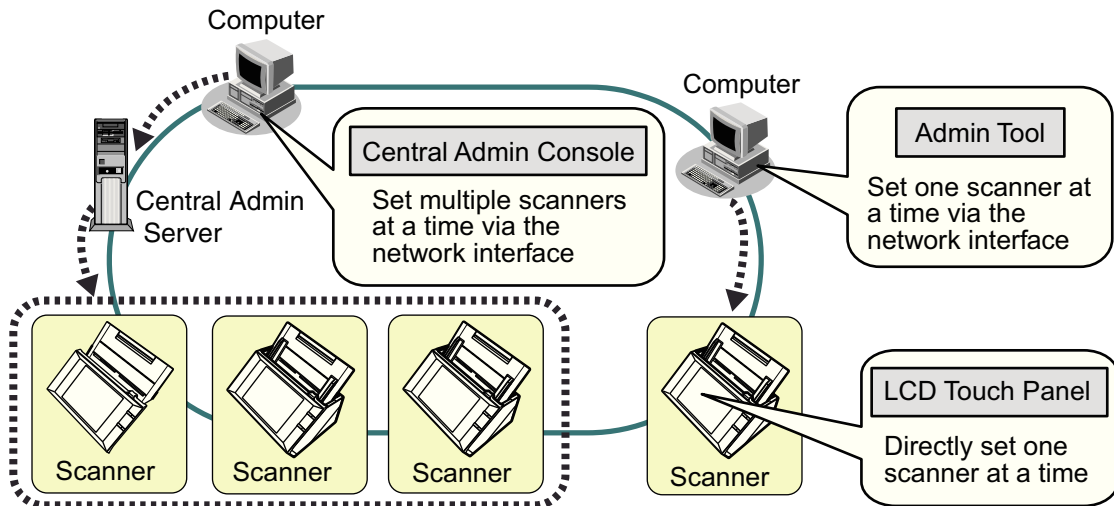 Computer
Computer
Central Admin Console
Set multiple scanners
at a time via the
network interface
Admin Tool
Set one scanner at
a time via the
network interface
Central Admin
Server
Scanner
Scanner
Scanner
Scanner
LCD Touch Panel
Directly set one
scanner at a time